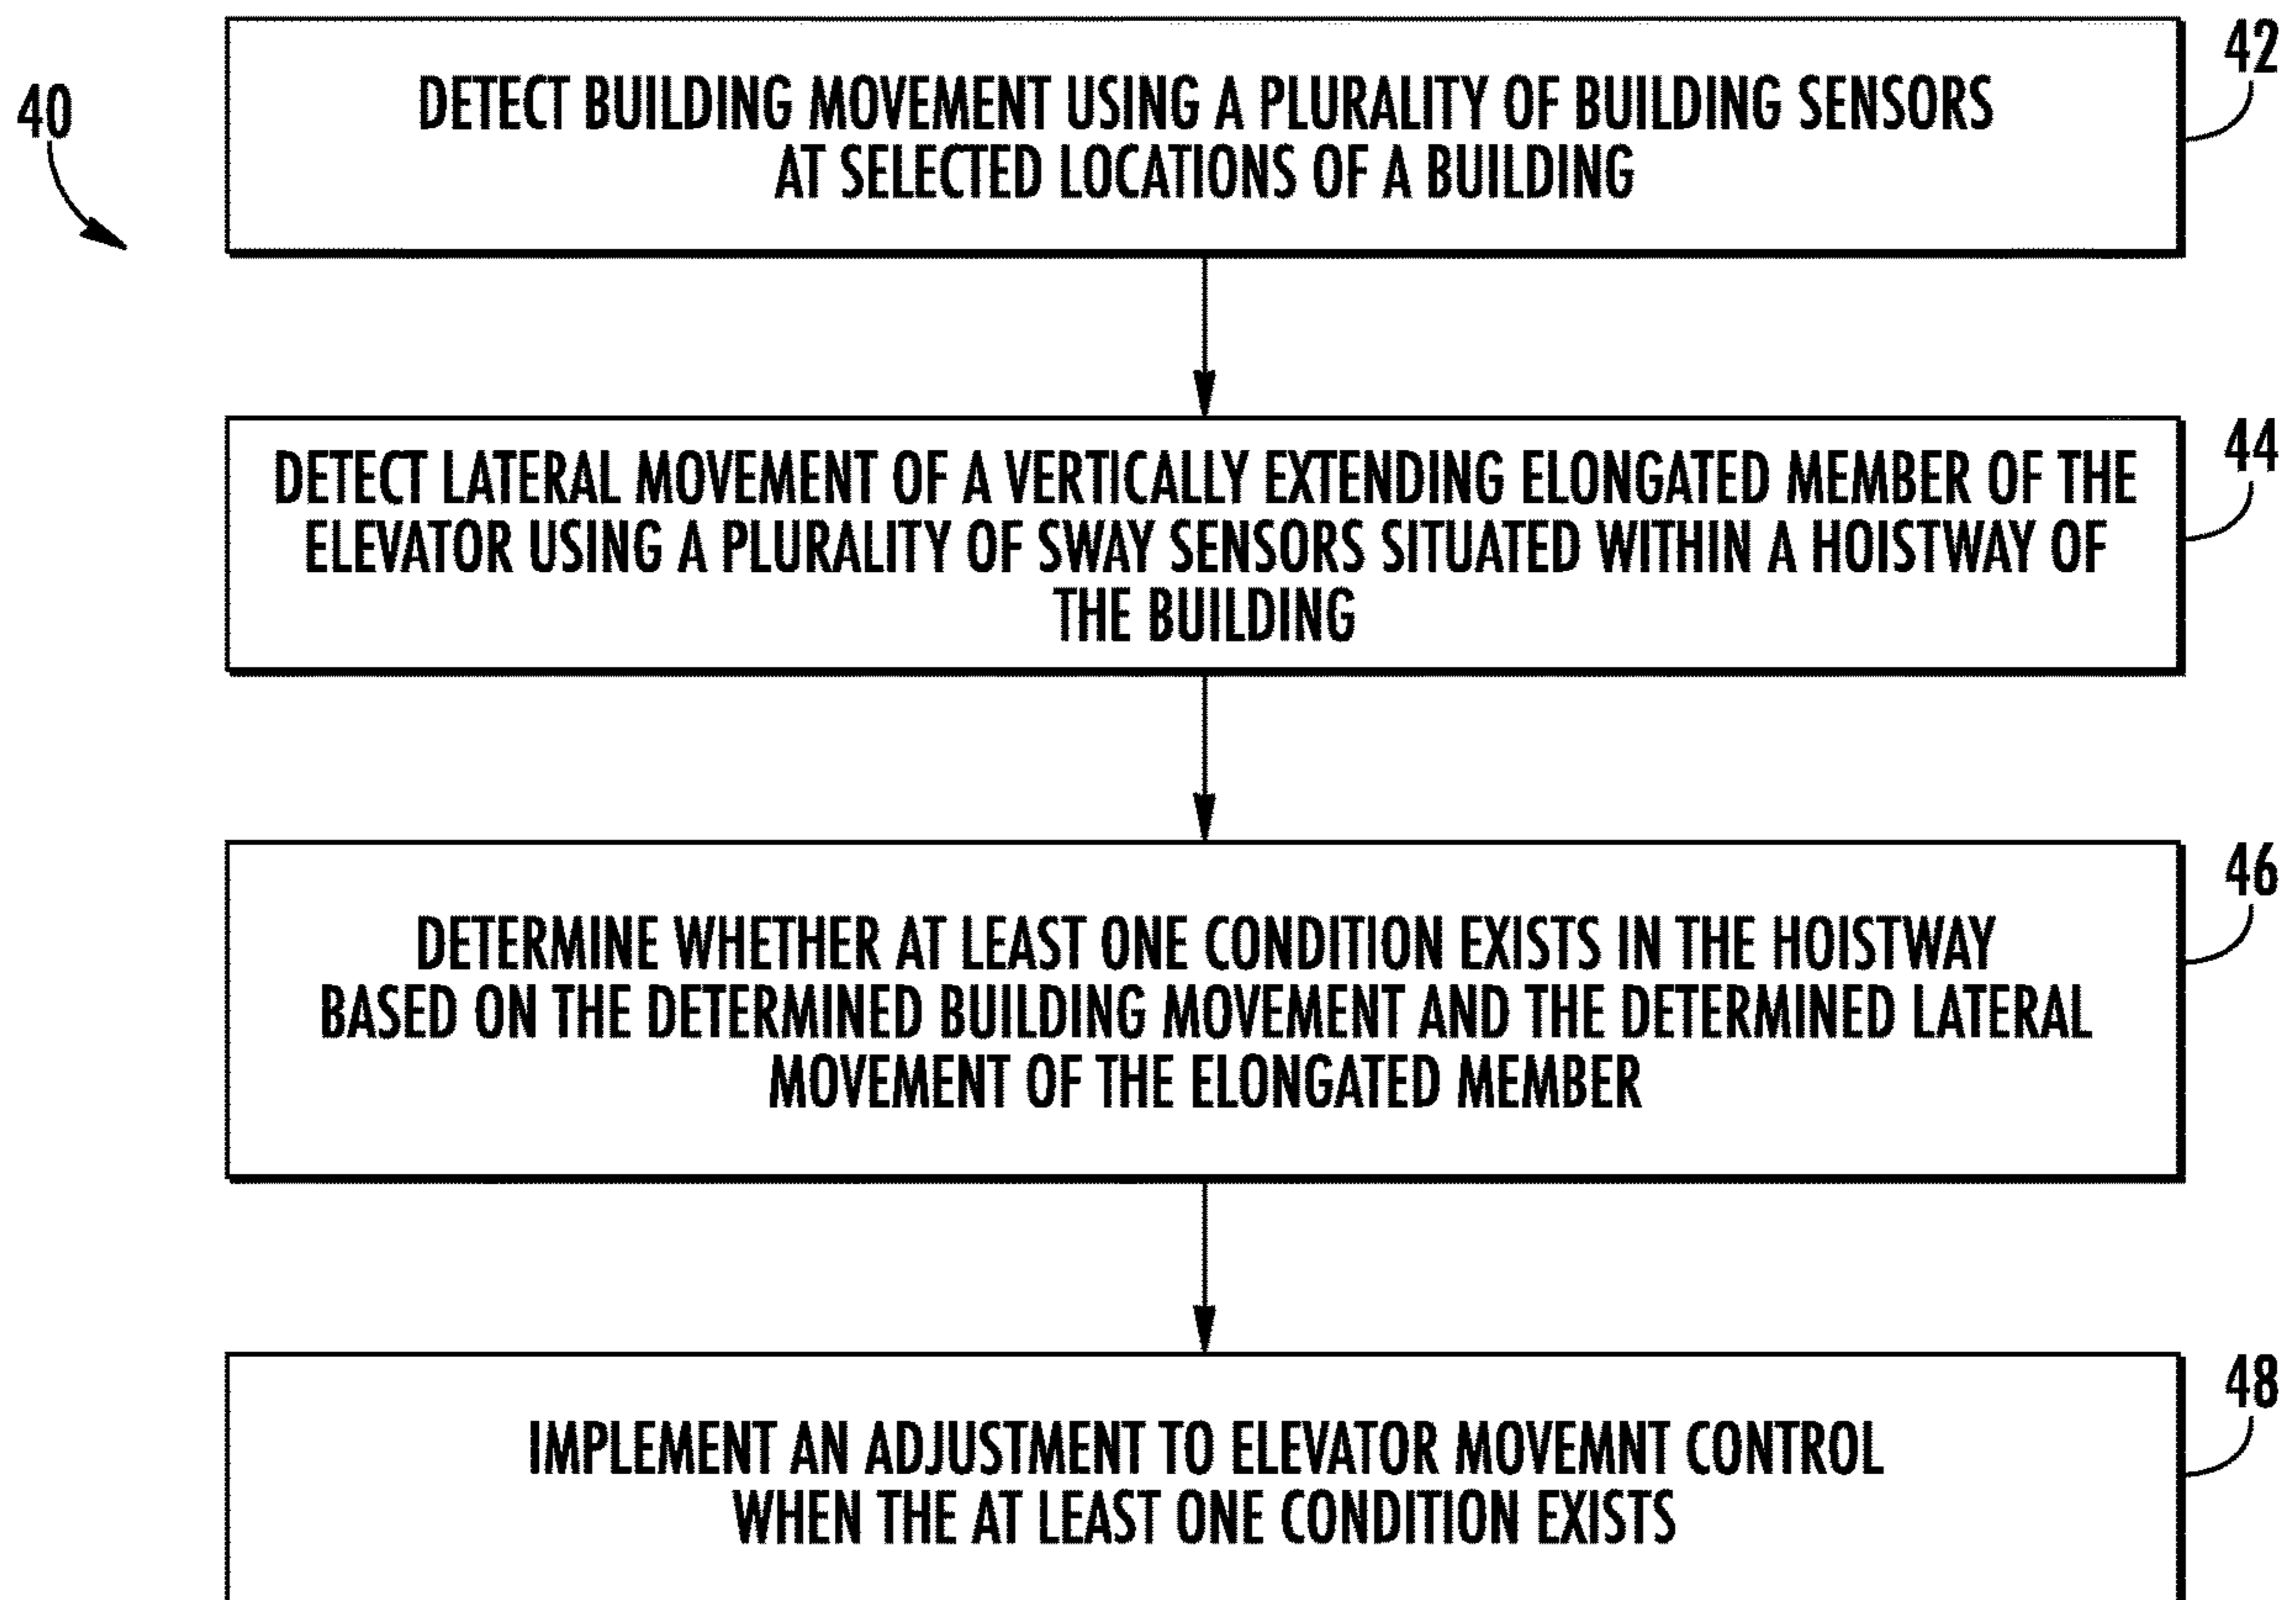 40
42
DETECT BUILDING MOVEMENT USING A PLURALITY OF BUILDING SENSORS
AT SELECTED LOCATIONS OF A BUILDING
44
DETECT LATERAL MOVEMENT OF A VERTICALLY EXTENDING ELONGATED MEMBER OF THE
ELEVATOR USING A PLURALITY OF SWAY SENSORS SITUATED WITHIN A HOISTWAY OF
THE BUILDING
46
DETERMINE WHETHER AT LEAST ONE CONDITION EXISTS IN THE HOISTWAY
BASED ON THE DETERMINED BUILDING MOVEMENT AND THE DETERMINED LATERAL
MOVEMENT OF THE ELONGATED MEMBER
48
IMPLEMENT AN ADJUSTMENT TO ELEVATOR MOVEMNT CONTROL
WHEN THE AT LEAST ONE CONDITION EXISTS